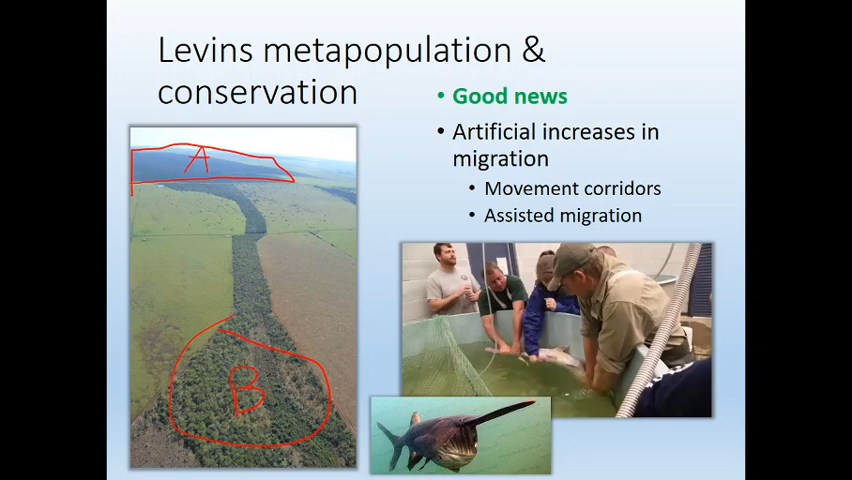 Levins metapopulation &
conservation
• Good news
• Artificial increases in
migration
• Movement corridors
• Assisted migration
A
B